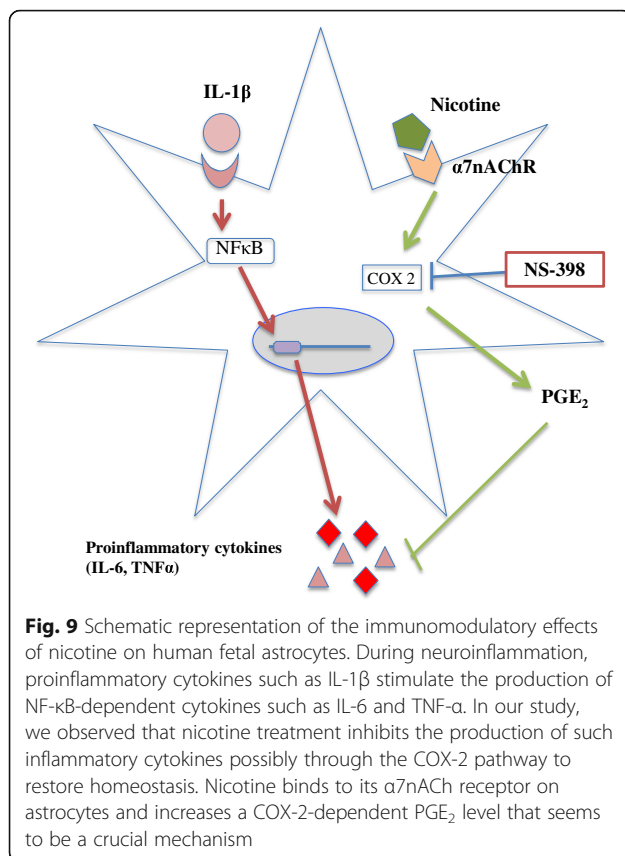 IL-1β
Nicotine
α7nAChR
NFκB
COX 2
NS-398
PGE₂
Proinflammatory cytokines
(IL-6, TNFα)
Fig. 9 Schematic representation of the immunomodulatory effects
of nicotine on human fetal astrocytes. During neuroinflammation,
proinflammatory cytokines such as IL-1β stimulate the production of
NF-κB-dependent cytokines such as IL-6 and TNF-α. In our study,
we observed that nicotine treatment inhibits the production of such
inflammatory cytokines possibly through the COX-2 pathway to
restore homeostasis. Nicotine binds to its α7nACh receptor on
astrocytes and increases a COX-2-dependent PGE₂ level that seems
to be a crucial mechanism